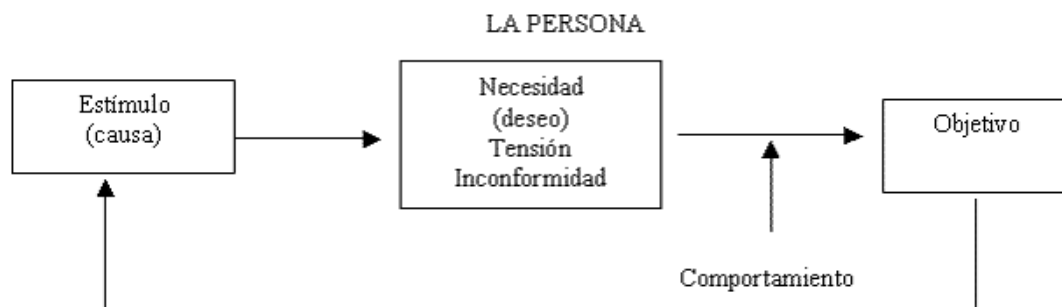 LA PERSONA
Estímulo
(causa)
Necesidad
(deseo)
Tensión
Inconformidad
Objetivo
Comportamiento